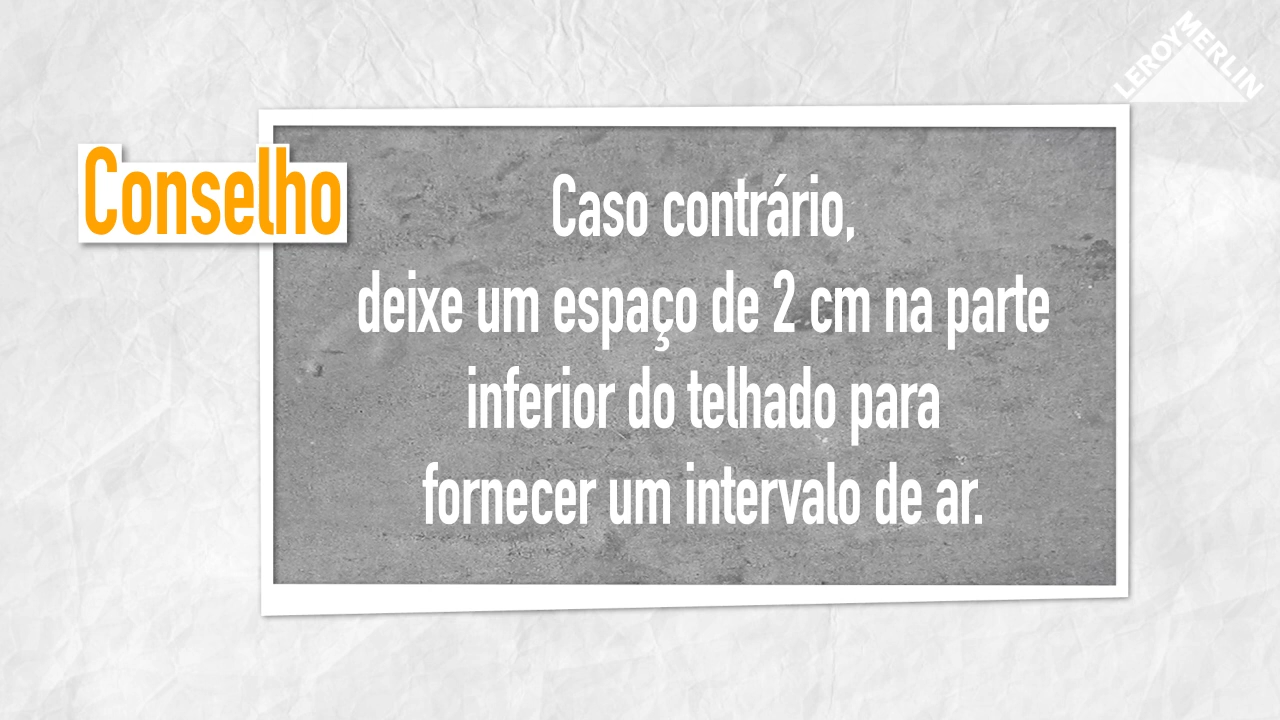 LEROY MERLIN
Conselho
Caso contrário,
deixe um espaço de 2 cm na parte
inferior do telhado para
fornecer um intervalo de ar.